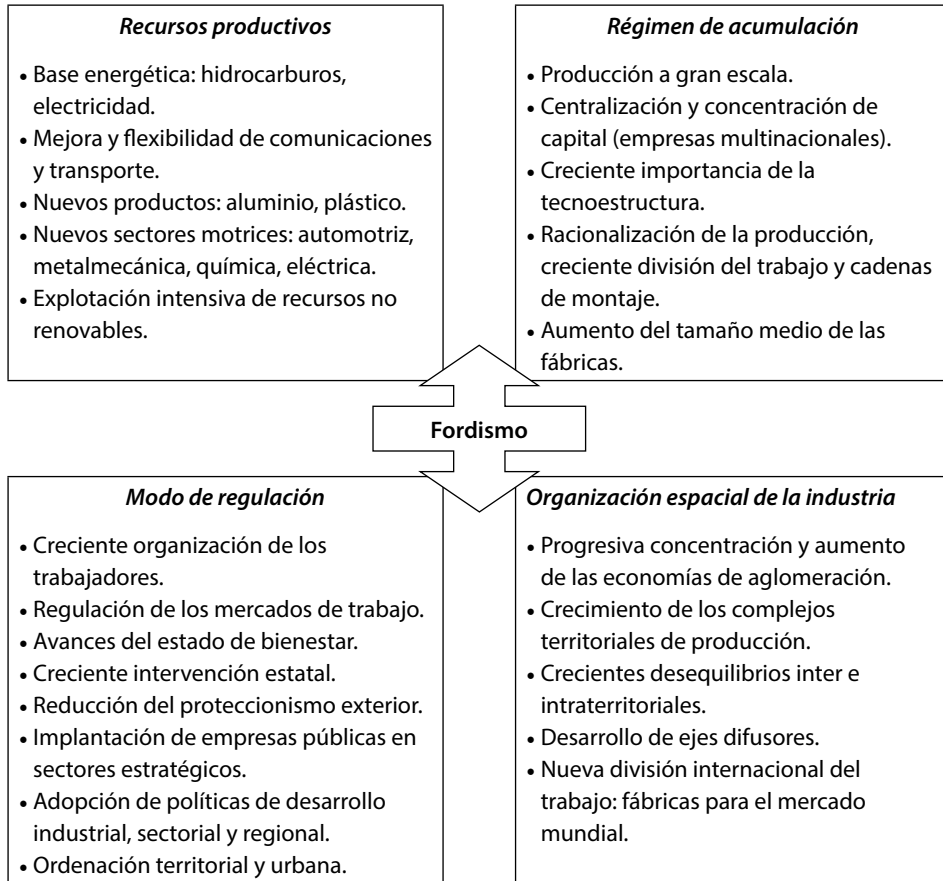 Recursos productivos
• Base energética: hidrocarburos,
electricidad.
• Mejora y flexibilidad de comunicaciones
y transporte.
• Nuevos productos: aluminio, plástico.
• Nuevos sectores motrices: automotriz,
metalmecánica, química, eléctrica.
• Explotación intensiva de recursos no
renovables.
Régimen de acumulación
• Producción a gran escala.
• Centralización y concentración de
capital (empresas multinacionales).
• Creciente importancia de la
tecnoestructura.
• Racionalización de la producción,
creciente división del trabajo y cadenas
de montaje.
• Aumento del tamaño medio de las
fábricas.
Fordismo
Modo de regulación
• Creciente organización de los
trabajadores.
• Regulación de los mercados de trabajo.
• Avances del estado de bienestar.
• Creciente intervención estatal.
• Reducción del proteccionismo exterior.
• Implantación de empresas públicas en
sectores estratégicos.
• Adopción de políticas de desarrollo
industrial, sectorial y regional.
• Ordenación territorial y urbana.
Organización espacial de la industria
• Progresiva concentración y aumento
de las economías de aglomeración.
• Crecimiento de los complejos
territoriales de producción.
• Crecientes desequilibrios inter e
intraterritoriales.
• Desarrollo de ejes difusores.
• Nueva división internacional del
trabajo: fábricas para el mercado
mundial.